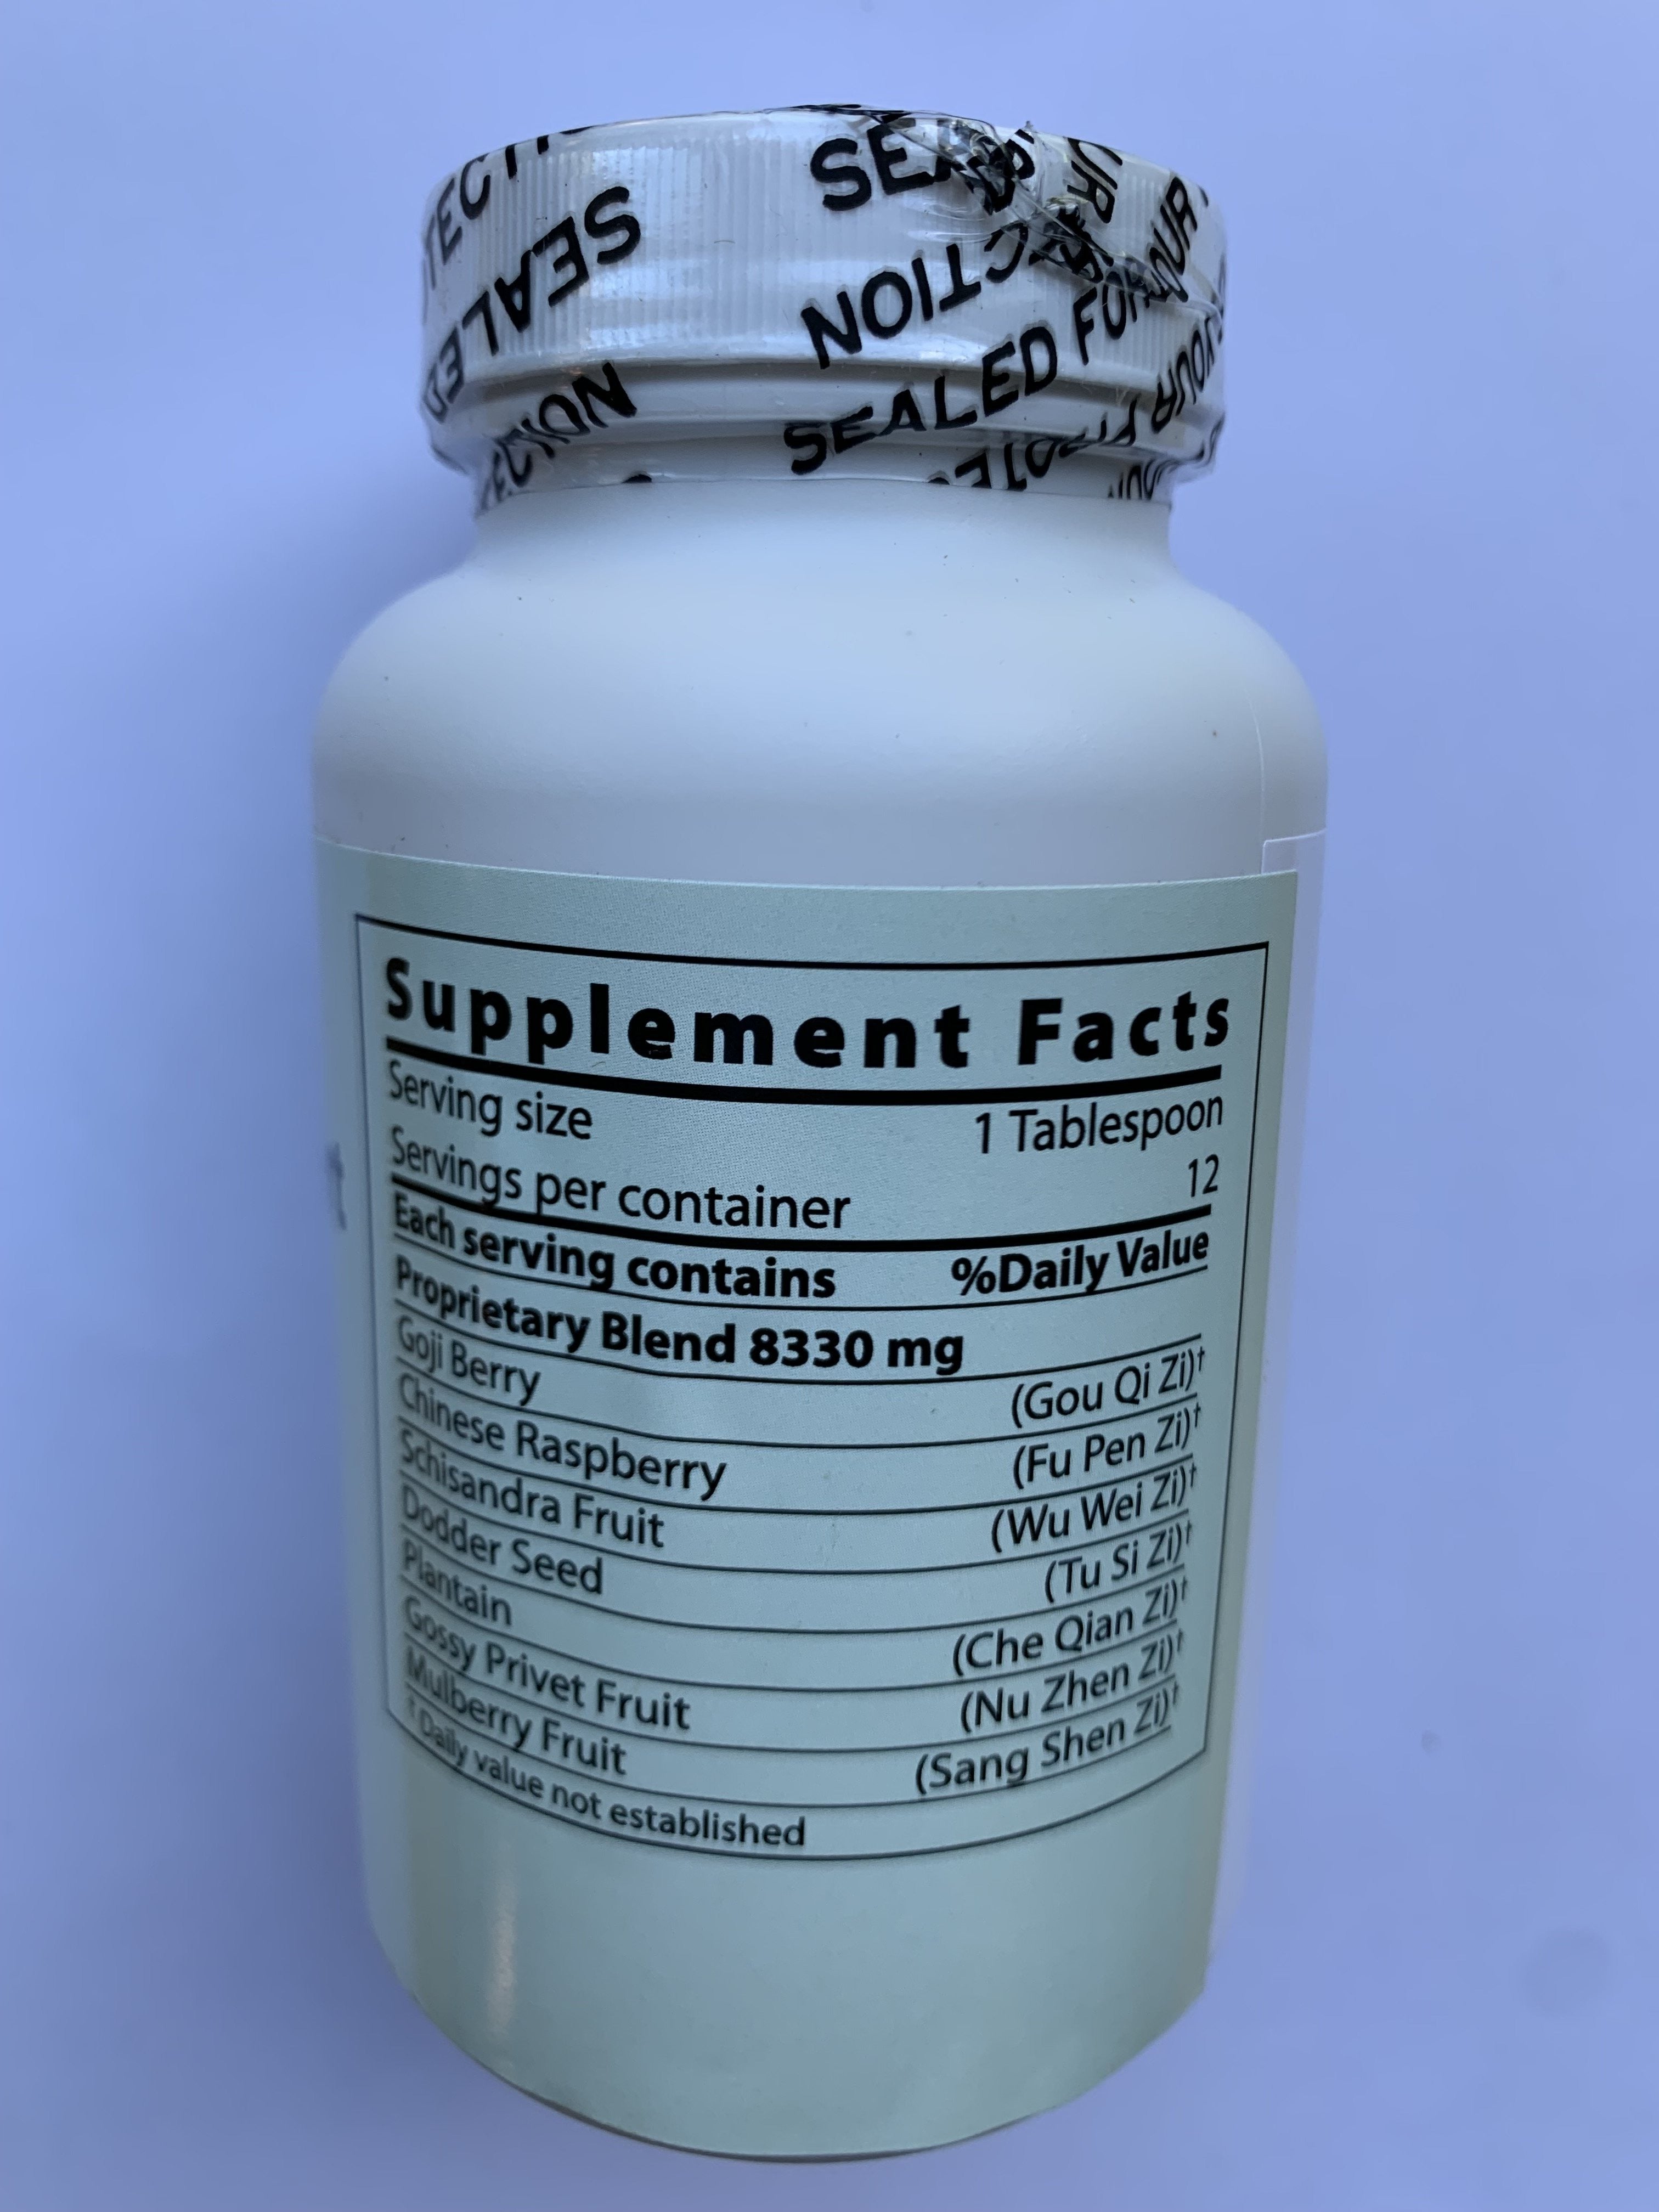 SEALED
SEALED FOR YOUR
Supplement Facts
Serving size 1 Tablespoon
Servings per container 12
Each serving contains %Daily Value
Proprietary Blend 8330 mg
Goji Berry (Gou Qi Zi)†
Chinese Raspberry (Fu Pen Zi)†
Schisandra Fruit (Wu Wei Zi)†
Dodder Seed (Tu Si Zi)†
Plantain (Che Qian Zi)†
Gossy Privet Fruit (Nu Zhen Zi)†
Mulberry Fruit (Sang Shen Zi)†
† Daily value not established